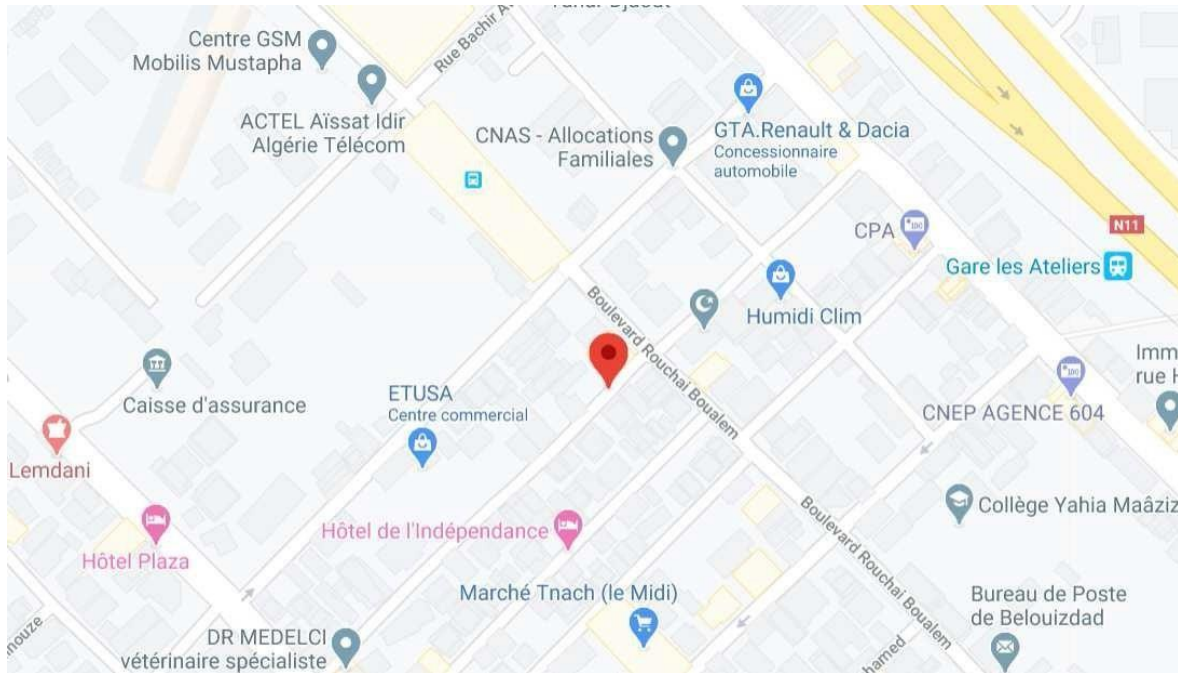 Centre GSM
Mobilis Mustapha
Rue Bachir
ACTEL Aïssat Idir
Algérie Télécom
CNAS - Allocations
Familiales
GTA.Renault & Dacia
Concessionnaire
automobile
CPA
N11
Gare les Ateliers
Boulevard Rouchai Boualem
Humidi Clim
Caisse d'assurance
ETUSA
Centre commercial
CNEP AGENCE 604
Lemdani
Hôtel de l'Indépendance
Collège Yahia Maâziz
Hôtel Plaza
Boulevard Rouchai Boualem
Marché Tnach (le Midi)
Bureau de Poste
de Belouizdad
DR MEDELCI
vétérinaire spécialiste